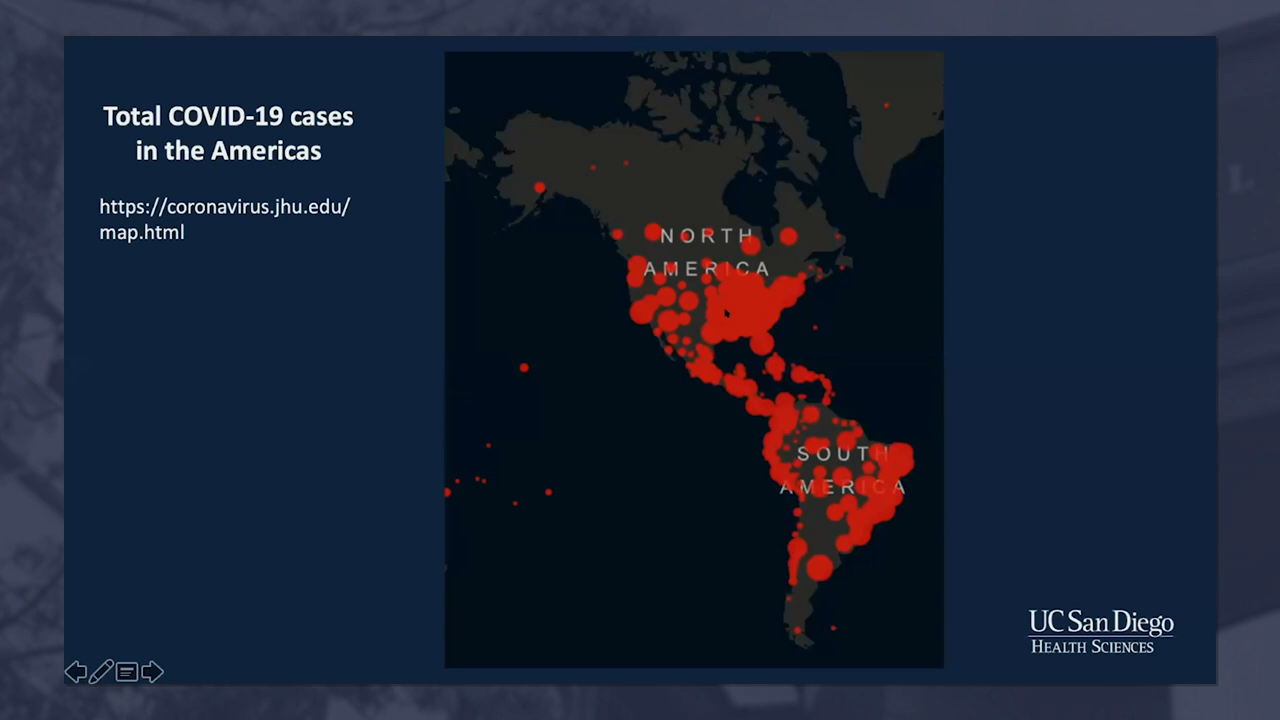 Total COVID-19 cases
in the Americas
https://coronavirus.jhu.edu/
map.html
NORTH
AMERICA
SOUTH
AMERICA
UC San Diego
HEALTH SCIENCES